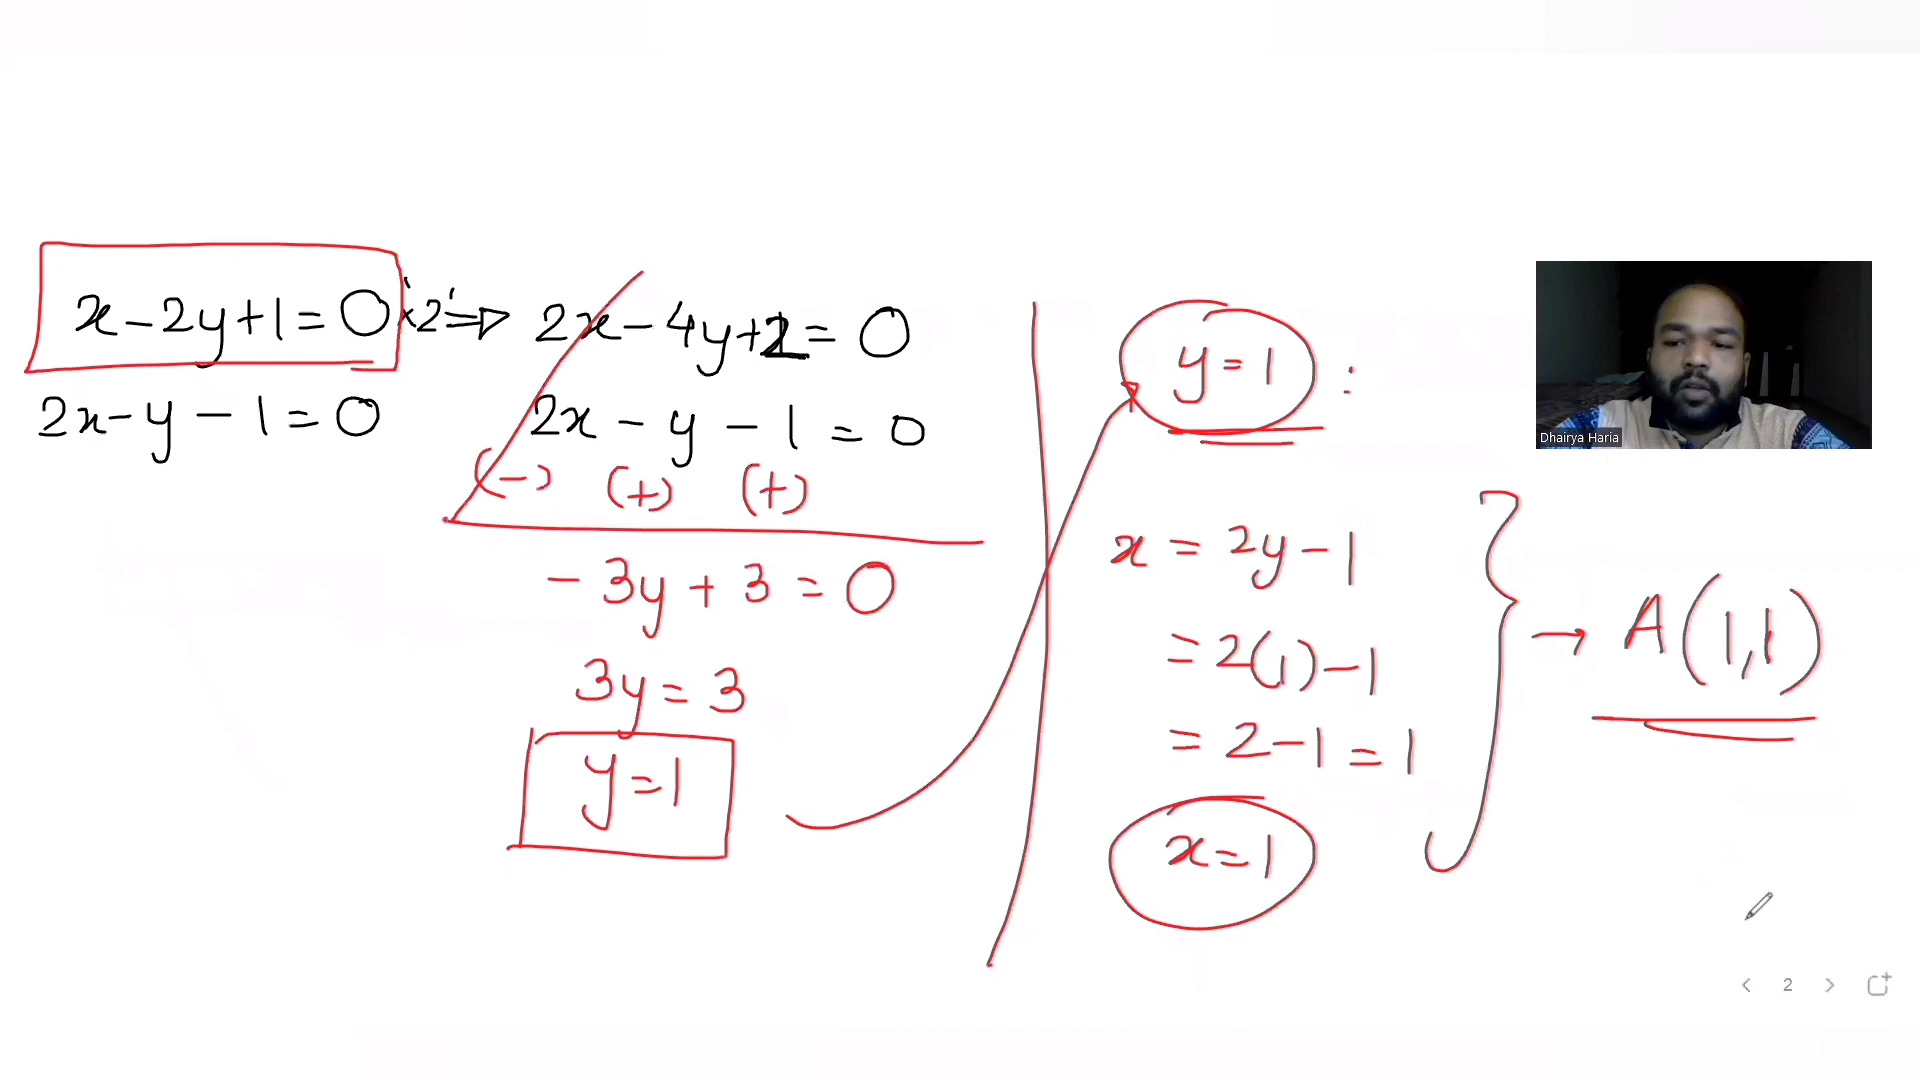 x-2y+1=0 ×'2' ⇒ 2x-4y+2=0
2x-y-1=0
2x-y-1=0
(-) (+) (+)
-3y+3=0
3y=3
y=1
y=1 :
x=2y-1
=2(1)-1
=2-1=1
x=1
→ A(1,1)
Dhairya Haria
2